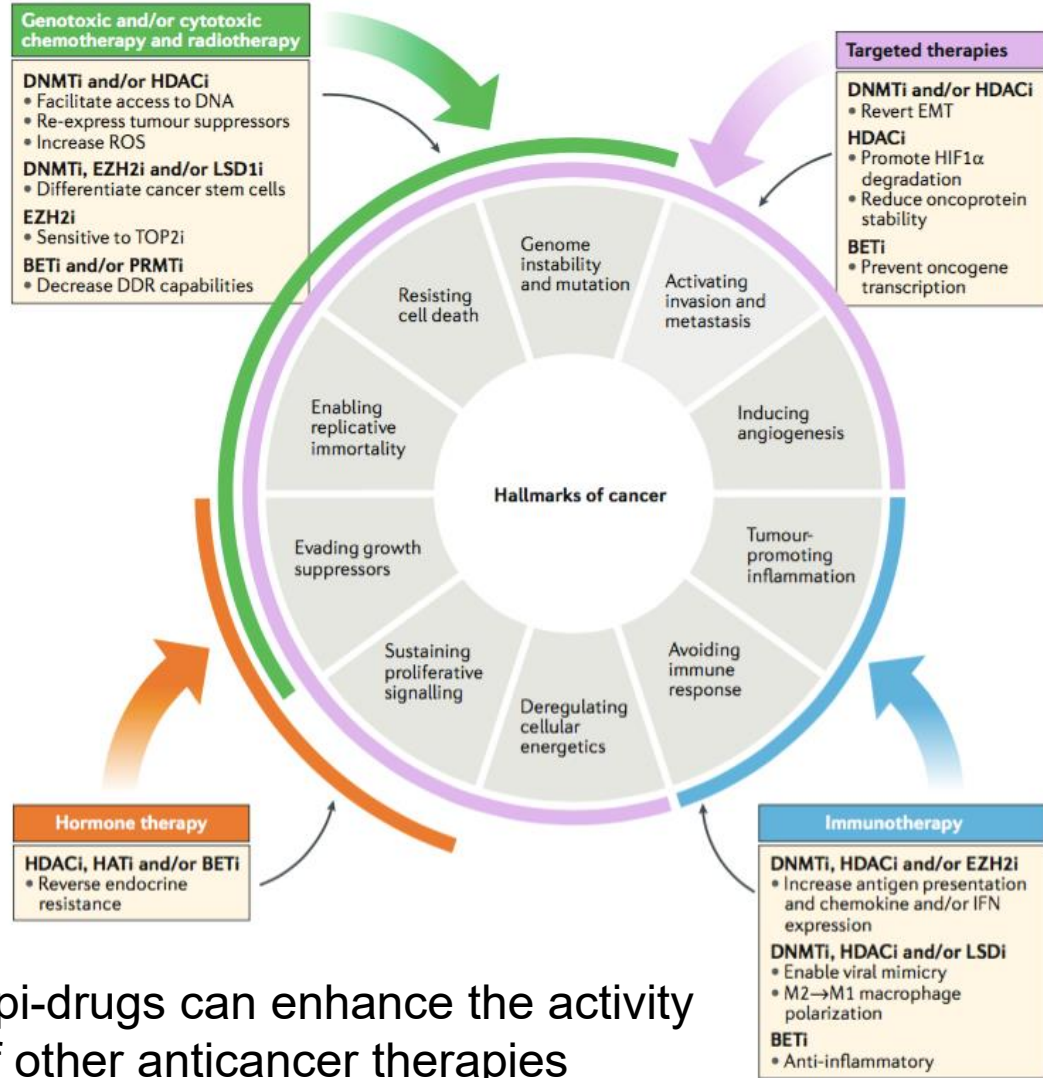 Genotoxic and/or cytotoxic
chemotherapy and radiotherapy
DNMTi and/or HDACi
• Facilitate access to DNA
• Re-express tumour suppressors
• Increase ROS
DNMTi, EZH2i and/or LSD1i
• Differentiate cancer stem cells
EZH2i
• Sensitive to TOP2i
BETi and/or PRMTi
• Decrease DDR capabilities
Targeted therapies
DNMTi and/or HDACi
• Revert EMT
HDACi
• Promote HIF1α
degradation
• Reduce oncoprotein
stability
BETi
• Prevent oncogene
transcription
Genome
instability
and mutation
Activating
invasion and
metastasis
Inducing
angiogenesis
Tumour-
promoting
inflammation
Avoiding
immune
response
Deregulating
cellular
energetics
Sustaining
proliferative
signalling
Evading growth
suppressors
Enabling
replicative
immortality
Resisting
cell death
Hallmarks of cancer
Hormone therapy
HDACi, HATi and/or BETi
• Reverse endocrine
resistance
Immunotherapy
DNMTi, HDACi and/or EZH2i
• Increase antigen presentation
and chemokine and/or IFN
expression
DNMTi, HDACi and/or LSDi
• Enable viral mimicry
• M2→M1 macrophage
polarization
BETi
• Anti-inflammatory
pi-drugs can enhance the activity
f other anticancer therapies